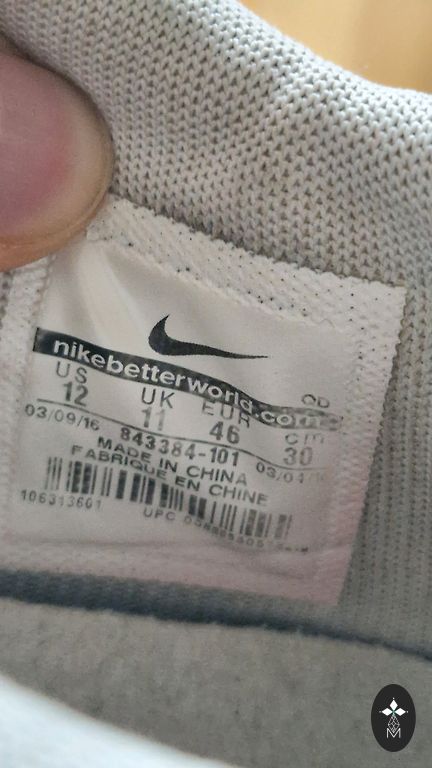 nikebetterworld.com
US UK EUR cm
12 11 46 30
03/09/16 843384-101
MADE IN CHINA
FABRIQUE EN CHINE
106313601 UPC
M